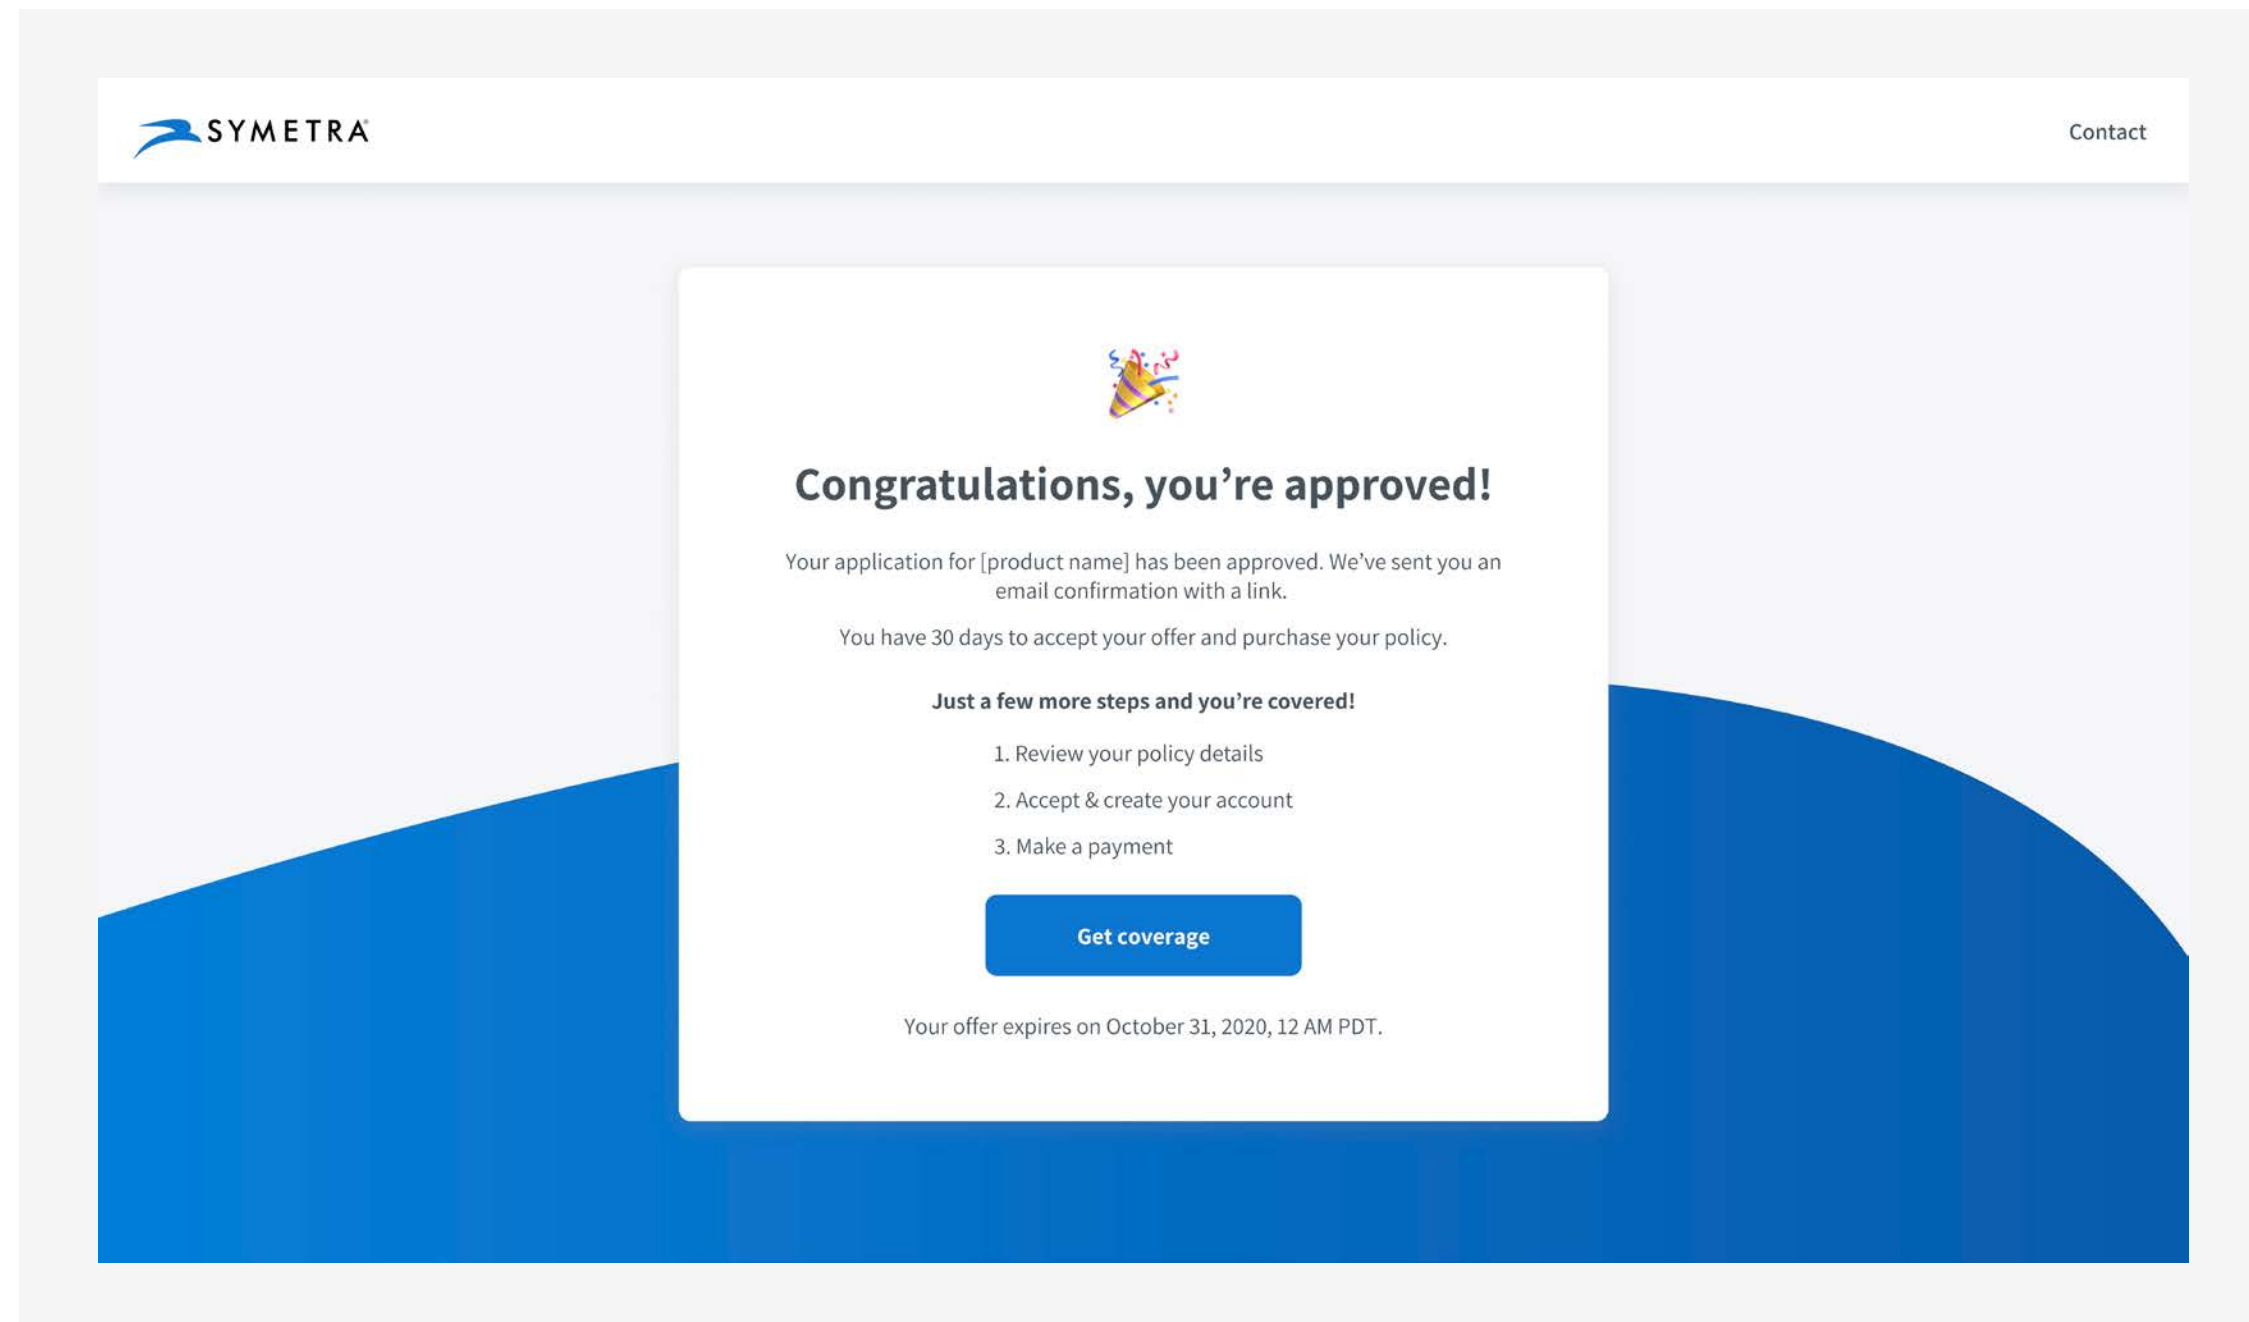 SYMETRA®
Contact
Congratulations, you’re approved!
Your application for [product name] has been approved. We’ve sent you an
email confirmation with a link.
You have 30 days to accept your offer and purchase your policy.
Just a few more steps and you’re covered!
1. Review your policy details
2. Accept & create your account
3. Make a payment
Get coverage
Your offer expires on October 31, 2020, 12 AM PDT.